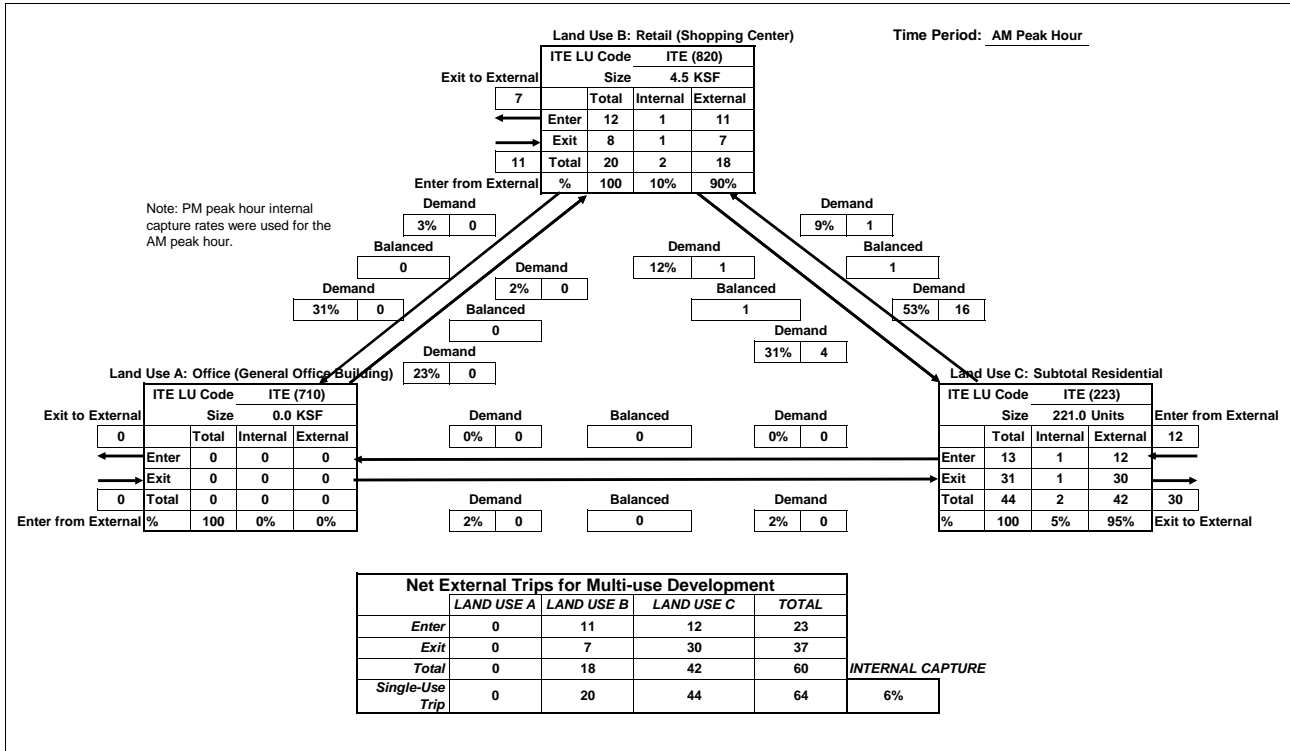 Land Use B: Retail (Shopping Center)
Time Period: AM Peak Hour
ITE LU Code ITE (820)
Exit to External Size 4.5 KSF
7 Total Internal External
Enter 12 1 11
Exit 8 1 7
11 Total 20 2 18
Enter from External % 100 10% 90%
Note: PM peak hour internal
capture rates were used for the
AM peak hour.
Demand
3% 0
Balanced
0
Demand
31% 0
Demand
2% 0
Balanced
0
Demand
23% 0
Demand
12% 1
Balanced
1
Demand
31% 4
Demand
9% 1
Balanced
1
Demand
53% 16
Land Use A: Office (General Office Building)
ITE LU Code ITE (710)
Exit to External Size 0.0 KSF
0 Total Internal External
Enter 0 0 0
Exit 0 0 0
0 Total 0 0 0
Enter from External % 100 0% 0%
Demand Balanced Demand
0% 0 0 0% 0
Demand Balanced Demand
2% 0 0 2% 0
Land Use C: Subtotal Residential
ITE LU Code ITE (223)
Size 221.0 Units Enter from External
Total Internal External 12
Enter 13 1 12
Exit 31 1 30
Total 44 2 42 30
% 100 5% 95% Exit to External
Net External Trips for Multi-use Development
LAND USE A LAND USE B LAND USE C TOTAL
Enter 0 11 12 23
Exit 0 7 30 37
Total 0 18 42 60 INTERNAL CAPTURE
Single-Use
Trip 0 20 44 64 6%